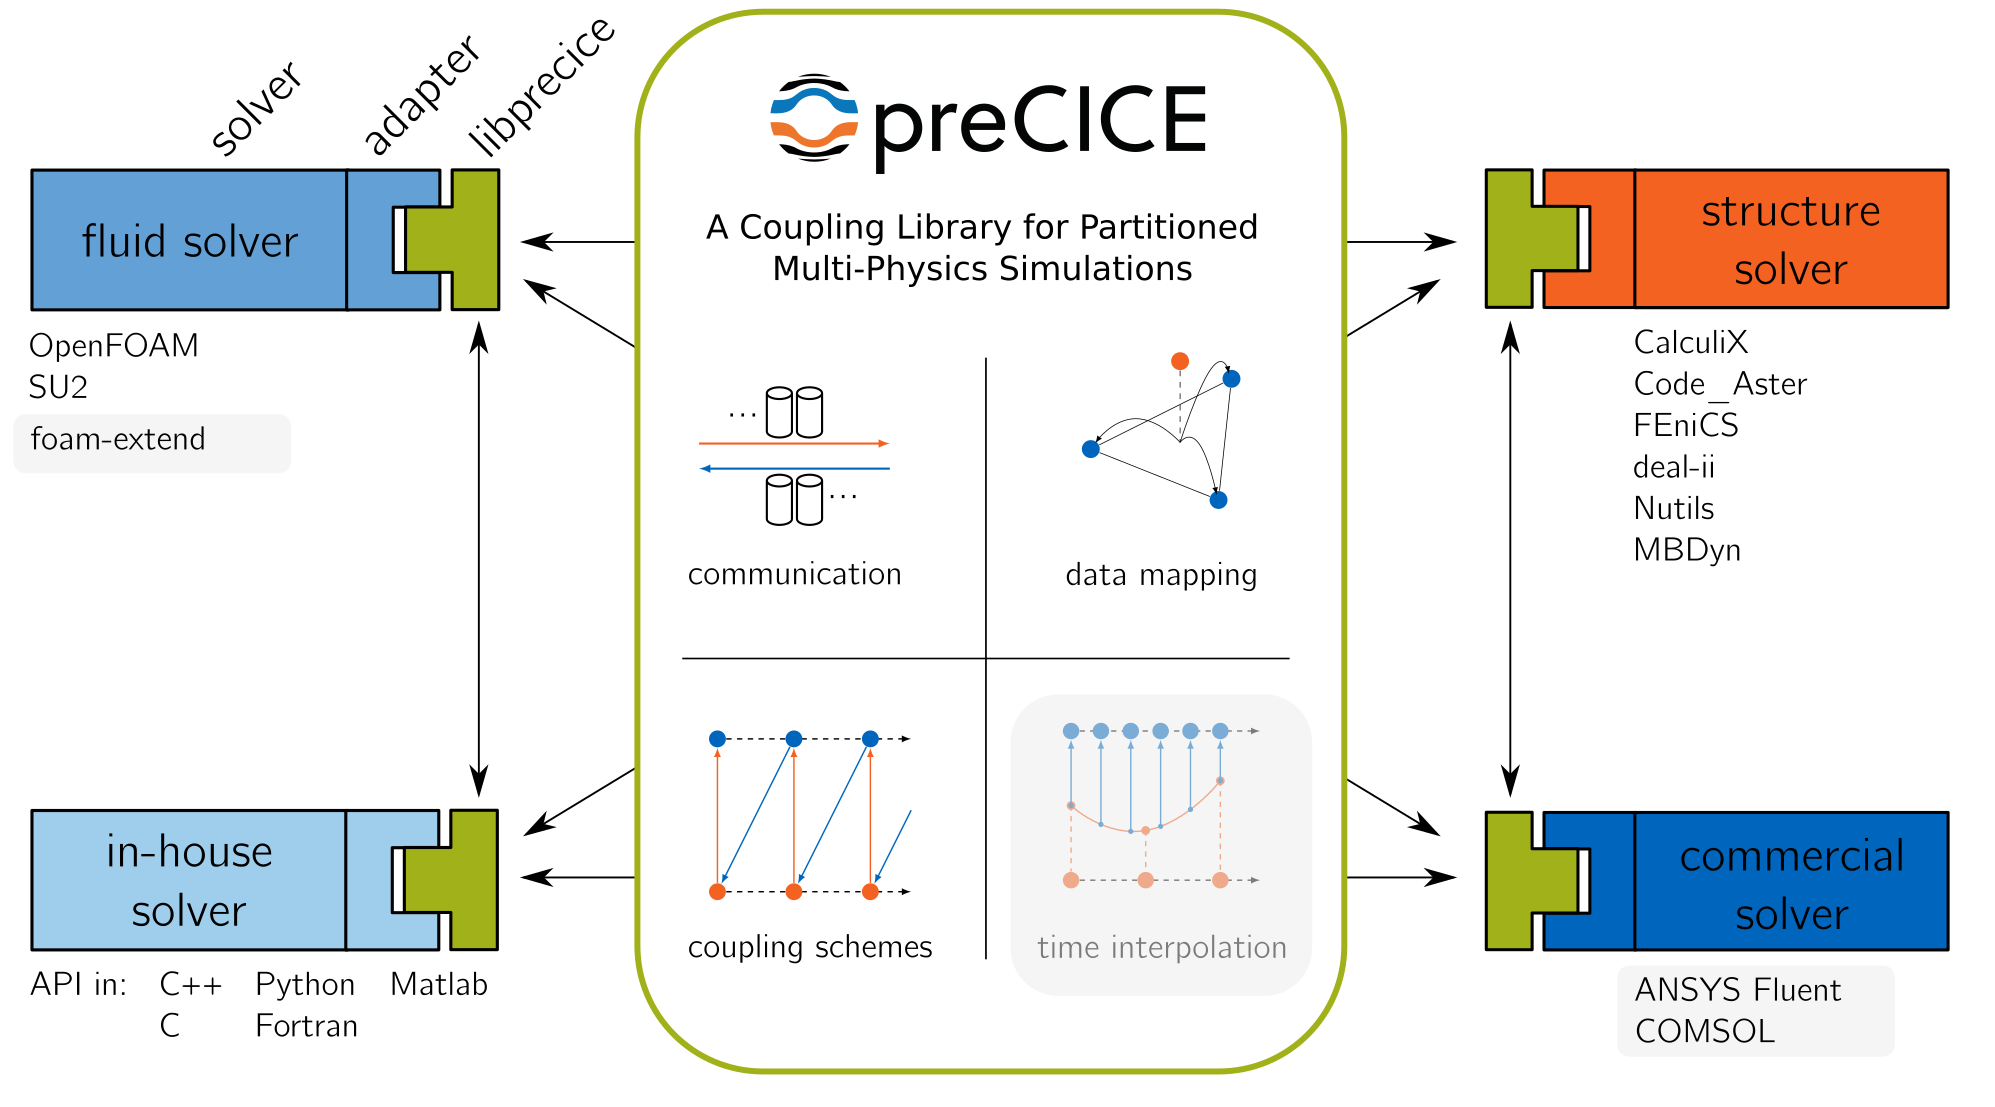 solver
adapter
libprecice
fluid solver
OpenFOAM
SU2
foam-extend
preCICE
A Coupling Library for Partitioned
Multi-Physics Simulations
...
...
communication
data mapping
coupling schemes
time interpolation
structure
solver
CalculiX
Code_Aster
FEniCS
deal-ii
Nutils
MBDyn
in-house
solver
API in: C++ Python Matlab
C Fortran
commercial
solver
ANSYS Fluent
COMSOL